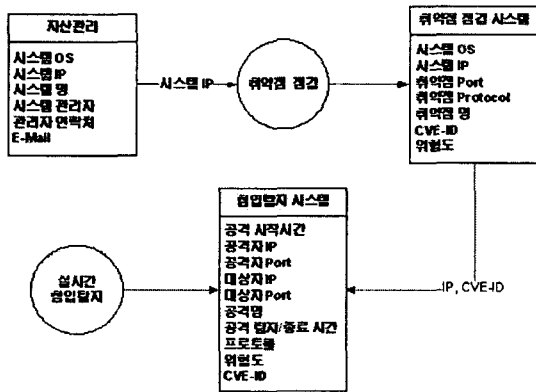 자산관리
시스템 OS
시스템 IP
시스템 명
시스템 관리자
관리자 연락처
E-Mail
시스템 IP
취약점 점검
취약점 점검 시스템
시스템 OS
시스템 IP
취약점 Port
취약점 Protocol
취약점 명
CVE-ID
위험도
IP, CVE-ID
침입탐지 시스템
공격 시작시간
공격자 IP
공격자 Port
대상자 IP
대상자 Port
공격명
공격 탐지/종료 시간
프로토콜
위험도
CVE-ID
실시간
침입탐지